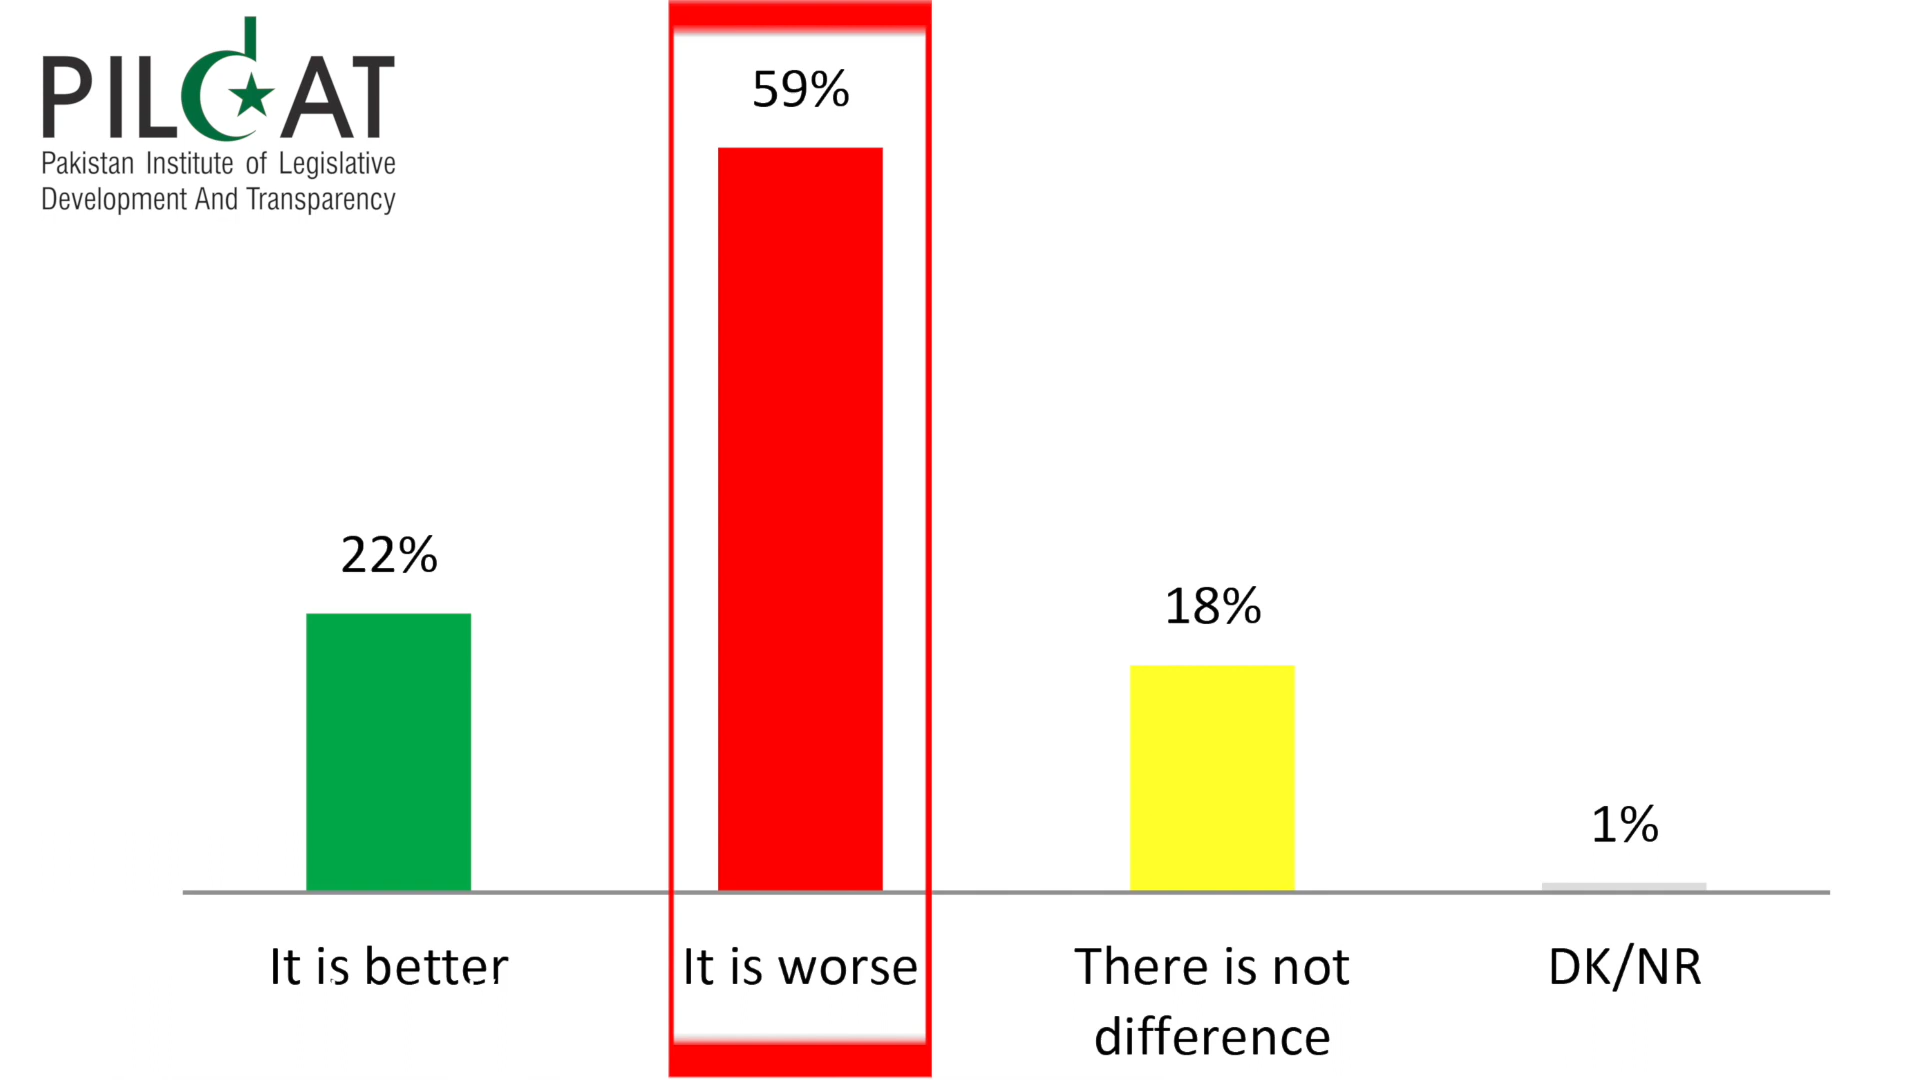 PILDAT
Pakistan Institute of Legislative
Development And Transparency
59%
22%
18%
1%
It is better
It is worse
There is not
difference
DK/NR